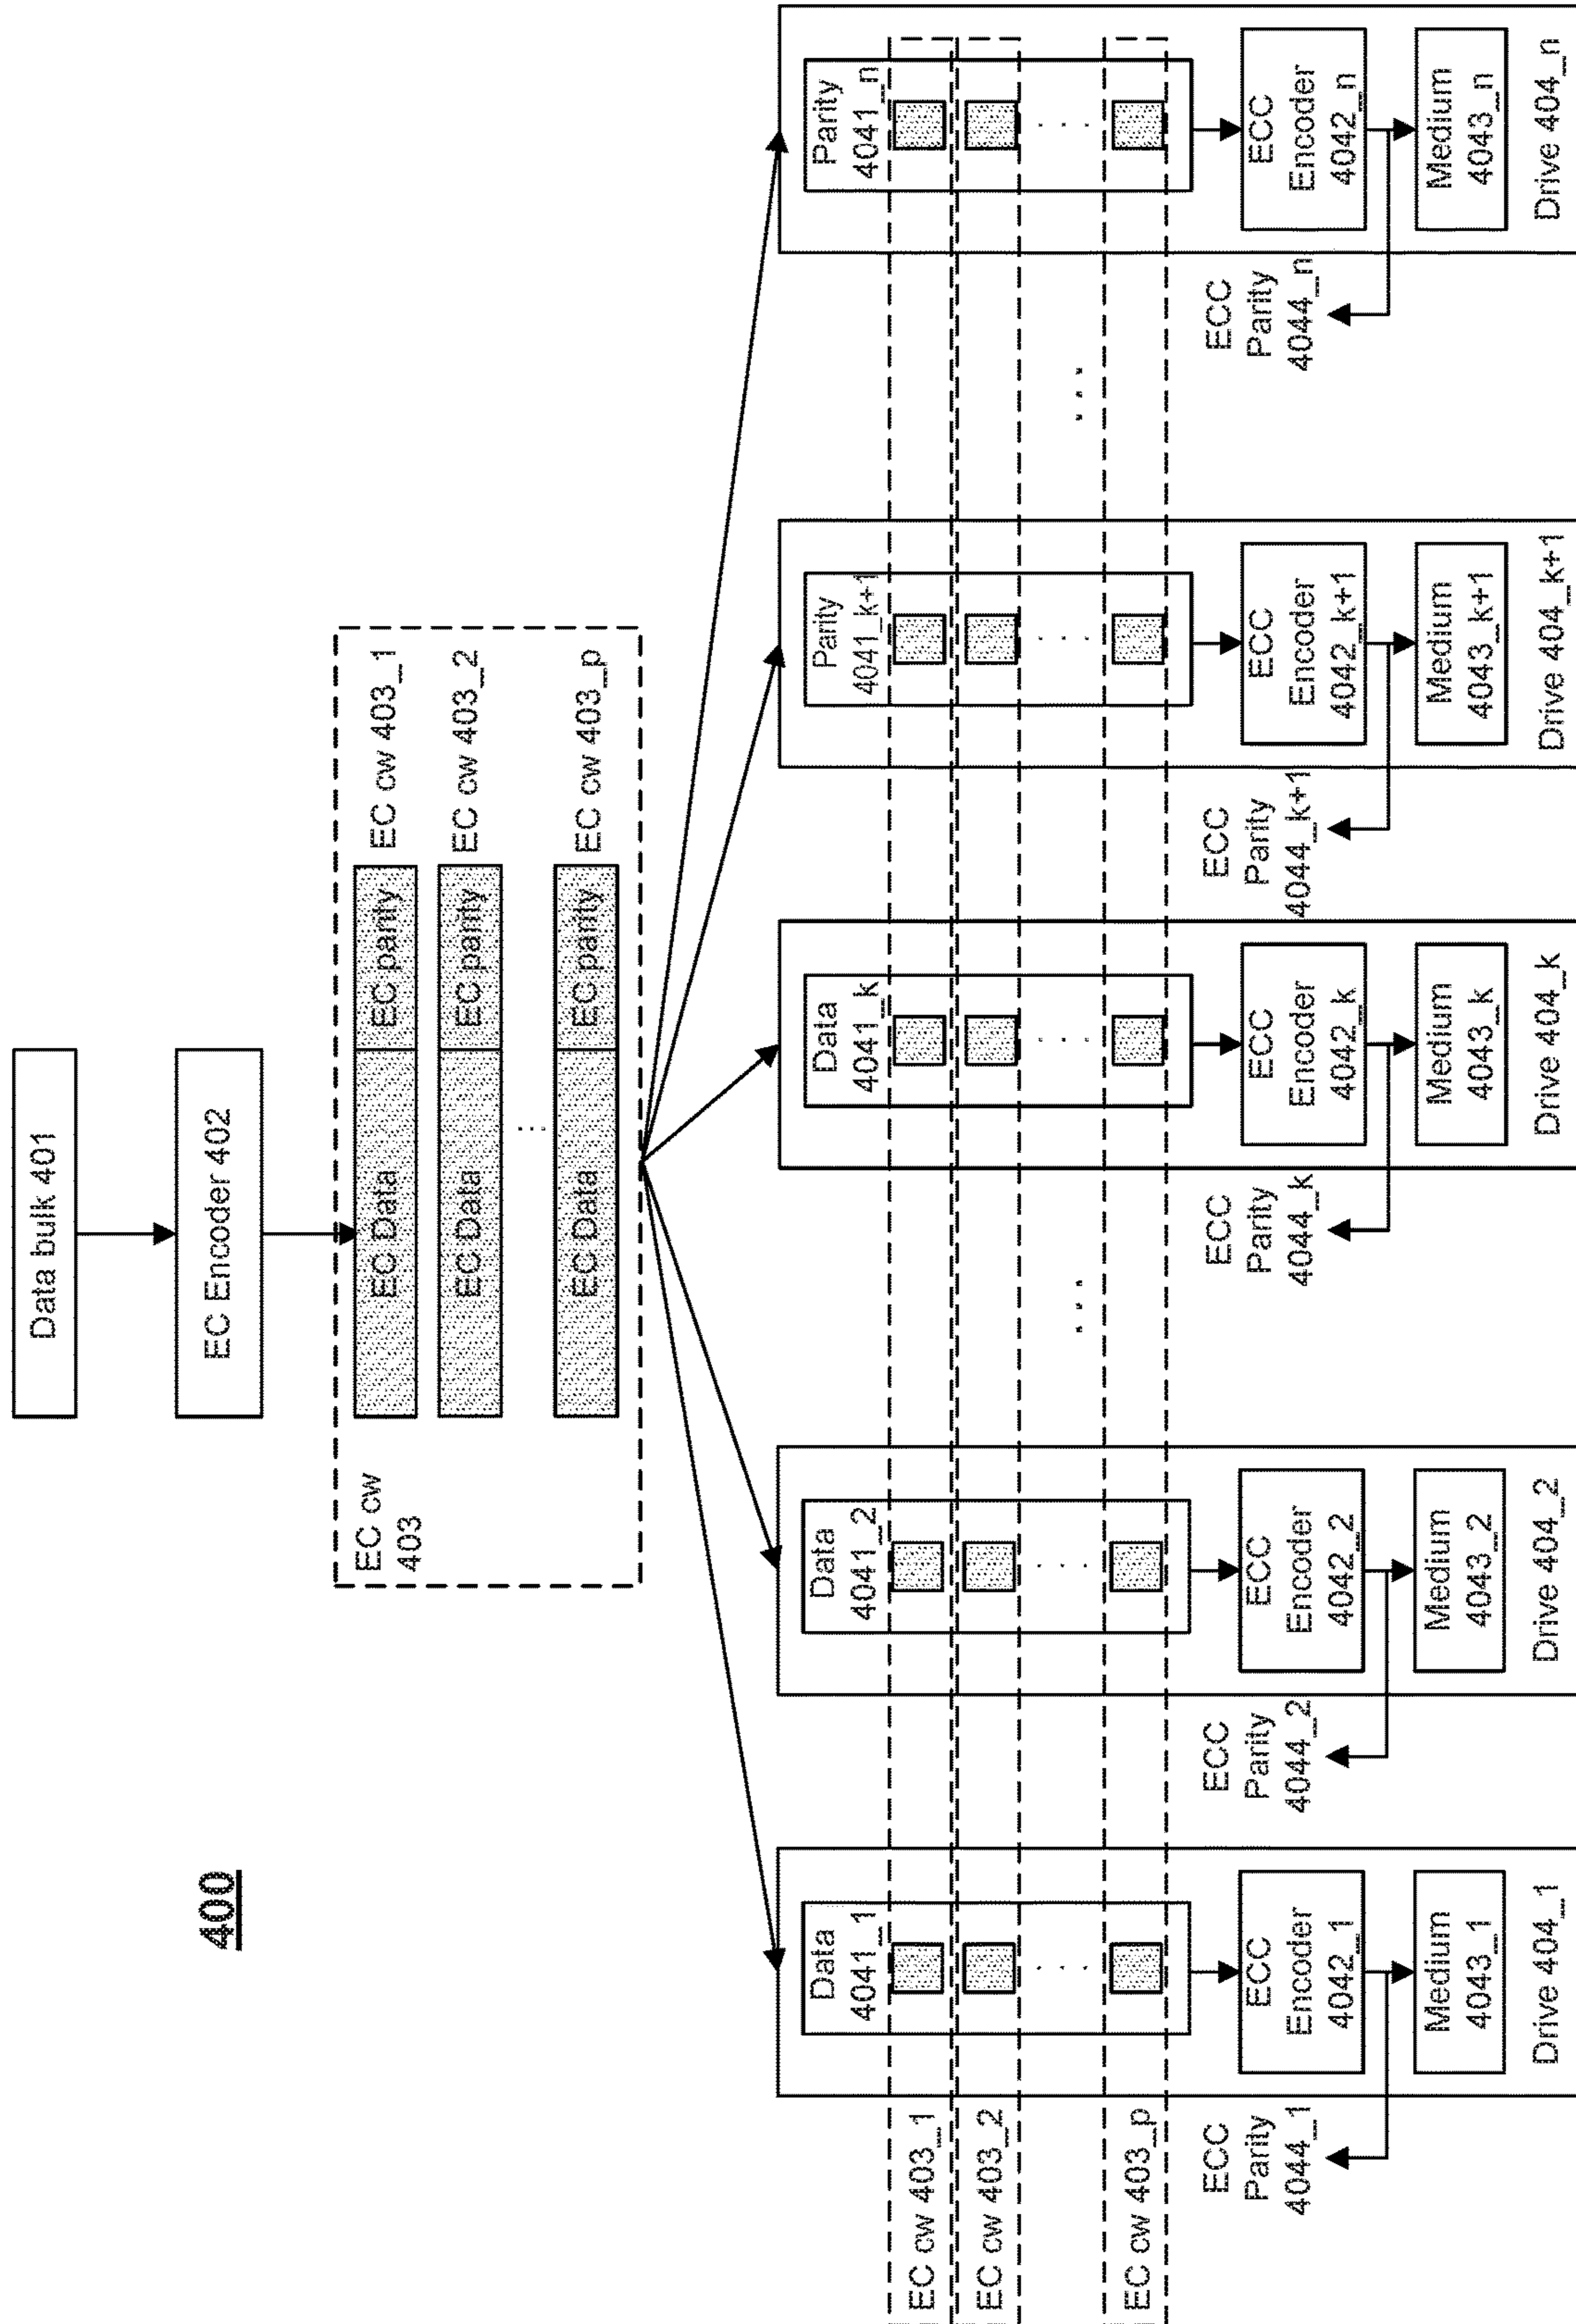 400
Data bulk 401
EC Encoder 402
EC cw
403
EC Data
EC parity
EC cw 403_1
EC Data
EC parity
EC cw 403_2
EC Data
EC parity
EC cw 403_p
EC cw 403_1
EC cw 403_2
EC cw 403_p
Data
4041_1
ECC
Encoder
4042_1
Medium
4043_1
Drive 404_1
ECC
Parity
4044_1
Data
4041_2
ECC
Encoder
4042_2
Medium
4043_2
Drive 404_2
ECC
Parity
4044_2
Data
4041_k
ECC
Encoder
4042_k
Medium
4043_k
Drive 404_k
ECC
Parity
4044_k
Parity
4041_k+1
ECC
Encoder
4042_k+1
Medium
4043_k+1
Drive 404_k+1
ECC
Parity
4044_k+1
Parity
4041_n
ECC
Encoder
4042_n
Medium
4043_n
Drive 404_n
ECC
Parity
4044_n